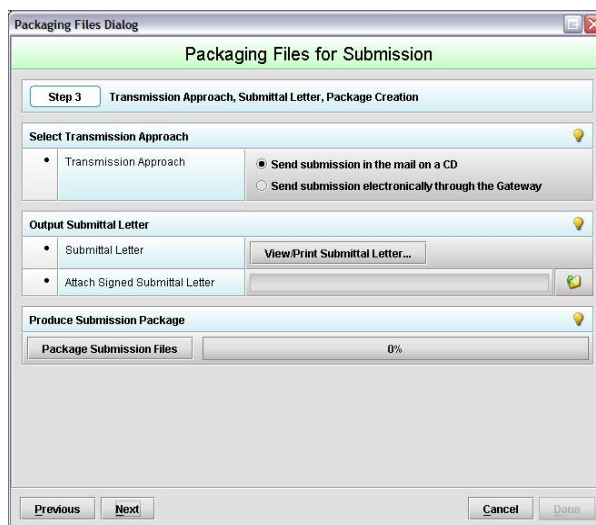 Packaging Files Dialog
Packaging Files for Submission
Step 3 Transmission Approach, Submittal Letter, Package Creation
Select Transmission Approach
Transmission Approach
Send submission in the mail on a CD
Send submission electronically through the Gateway
Output Submittal Letter
Submittal Letter View/Print Submittal Letter...
Attach Signed Submittal Letter
Produce Submission Package
Package Submission Files 0%
Previous Next Cancel Done